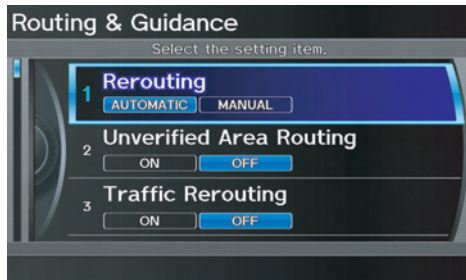 Routing & Guidance
Select the setting item.
1 Rerouting
AUTOMATIC MANUAL
2 Unverified Area Routing
ON OFF
3 Traffic Rerouting
ON OFF